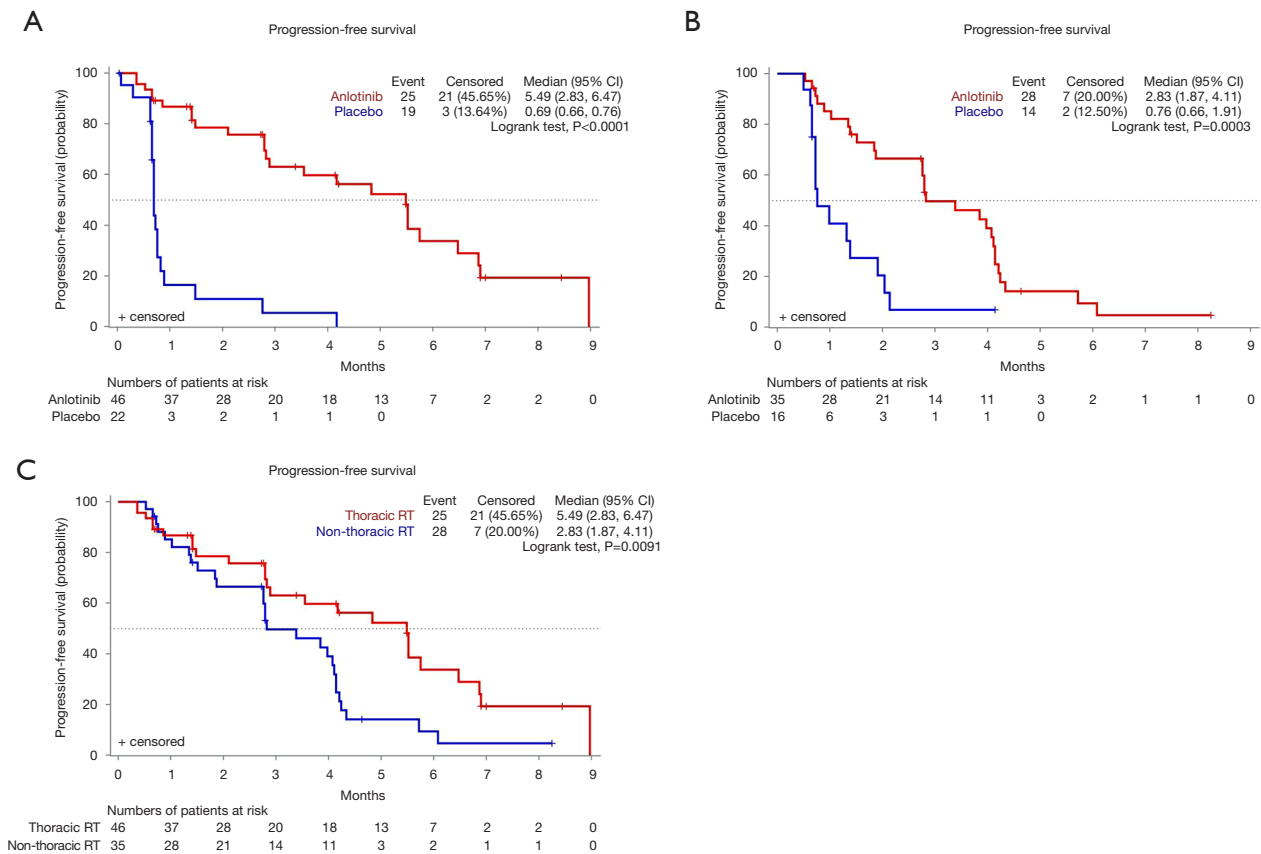 A
Progression-free survival
Event Censored Median (95% CI)
Anlotinib 25 21 (45.65%) 5.49 (2.83, 6.47)
Placebo 19 3 (13.64%) 0.69 (0.66, 0.76)
Logrank test, P<0.0001
Progression-free survival (probability)
100
80
60
40
20
0
+ censored
0 1 2 3 4 5 6 7 8 9
Months
Numbers of patients at risk
Anlotinib 46 37 28 20 18 13 7 2 2 0
Placebo 22 3 2 1 1 0
B
Progression-free survival
Event Censored Median (95% CI)
Anlotinib 28 7 (20.00%) 2.83 (1.87, 4.11)
Placebo 14 2 (12.50%) 0.76 (0.66, 1.91)
Logrank test, P=0.0003
Progression-free survival (probability)
100
80
60
40
20
0
+ censored
0 1 2 3 4 5 6 7 8 9
Months
Numbers of patients at risk
Anlotinib 35 28 21 14 11 3 2 1 1 0
Placebo 16 6 3 1 1 0
C
Progression-free survival
Event Censored Median (95% CI)
Thoracic RT 25 21 (45.65%) 5.49 (2.83, 6.47)
Non-thoracic RT 28 7 (20.00%) 2.83 (1.87, 4.11)
Logrank test, P=0.0091
Progression-free survival (probability)
100
80
60
40
20
0
+ censored
0 1 2 3 4 5 6 7 8 9
Months
Numbers of patients at risk
Thoracic RT 46 37 28 20 18 13 7 2 2 0
Non-thoracic RT 35 28 21 14 11 3 2 1 1 0